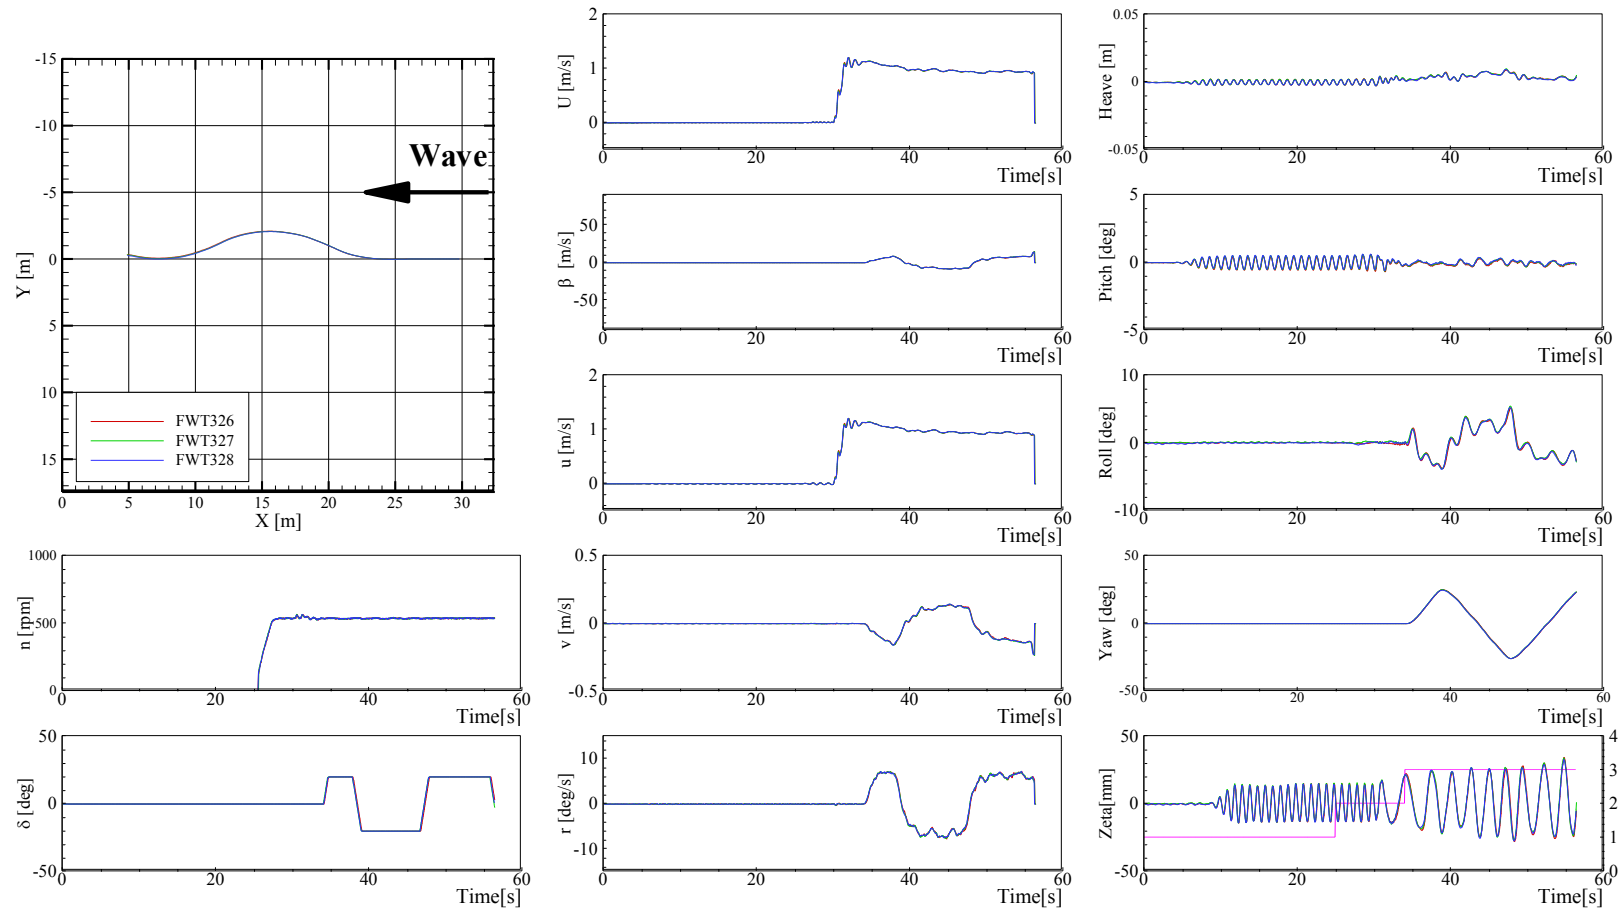 -15
-10
-5
0
5
10
15
Y [m]
0 5 10 15 20 25 30
X [m]
Wave
FWT326
FWT327
FWT328
1000
500
0
n [rpm]
0 20 40 60
Time[s]
50
0
-50
δ [deg]
0 20 40 60
Time[s]
2
1
0
U [m/s]
0 20 40 60
Time[s]
50
0
-50
β [m/s]
0 20 40 60
Time[s]
2
1
0
u [m/s]
0 20 40 60
Time[s]
0.5
0
-0.5
v [m/s]
0 20 40 60
Time[s]
10
0
-10
r [deg/s]
0 20 40 60
Time[s]
0.05
0
-0.05
Heave [m]
0 20 40 60
Time[s]
5
0
-5
Pitch [deg]
0 20 40 60
Time[s]
10
0
-10
Roll [deg]
0 20 40 60
Time[s]
50
0
-50
Yaw [deg]
0 20 40 60
Time[s]
50
0
-50
Zeta[mm]
4
3
2
1
0
0 20 40 60
Time[s]